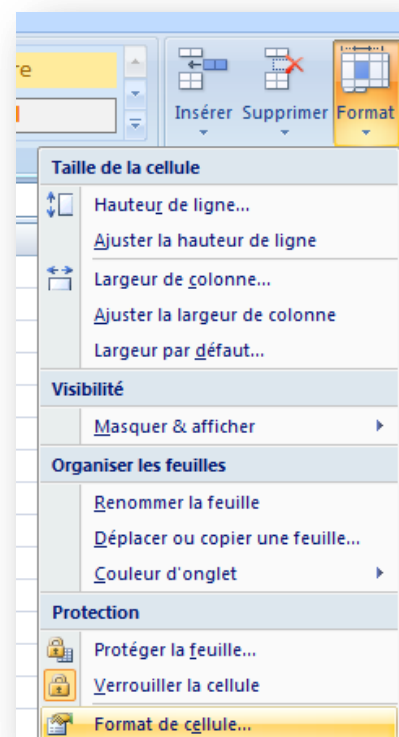 re
Insérer Supprimer Format
Taille de la cellule
Hauteur de ligne...
Ajuster la hauteur de ligne
Largeur de colonne...
Ajuster la largeur de colonne
Largeur par défaut...
Visibilité
Masquer & afficher
Organiser les feuilles
Renommer la feuille
Déplacer ou copier une feuille...
Couleur d'onglet
Protection
Protéger la feuille...
Verrouiller la cellule
Format de cellule...